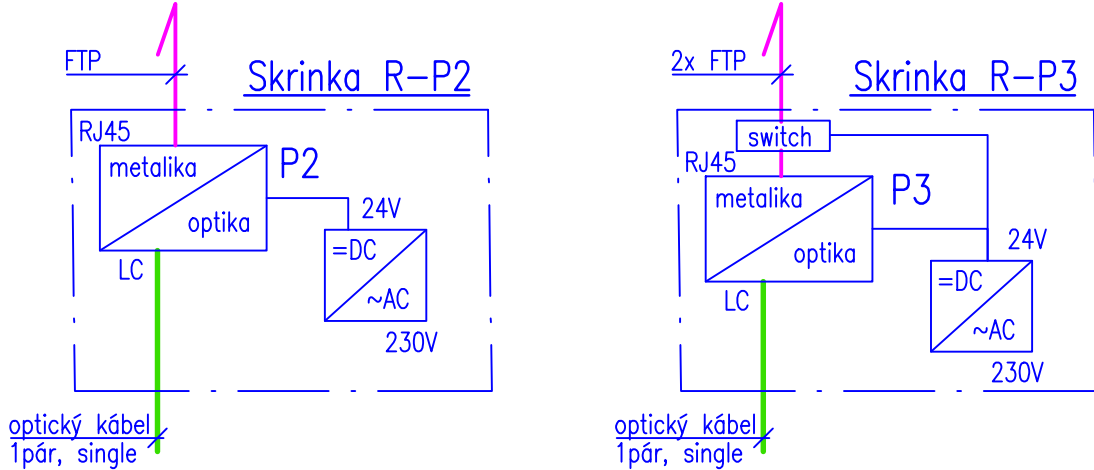 FTP
Skrinka R-P2
RJ45
metalika
P2
optika
24V
LC
=DC
~AC
230V
optický kábel
1pár, single
2x FTP
Skrinka R-P3
switch
RJ45
metalika
P3
optika
24V
LC
=DC
~AC
230V
optický kábel
1pár, single